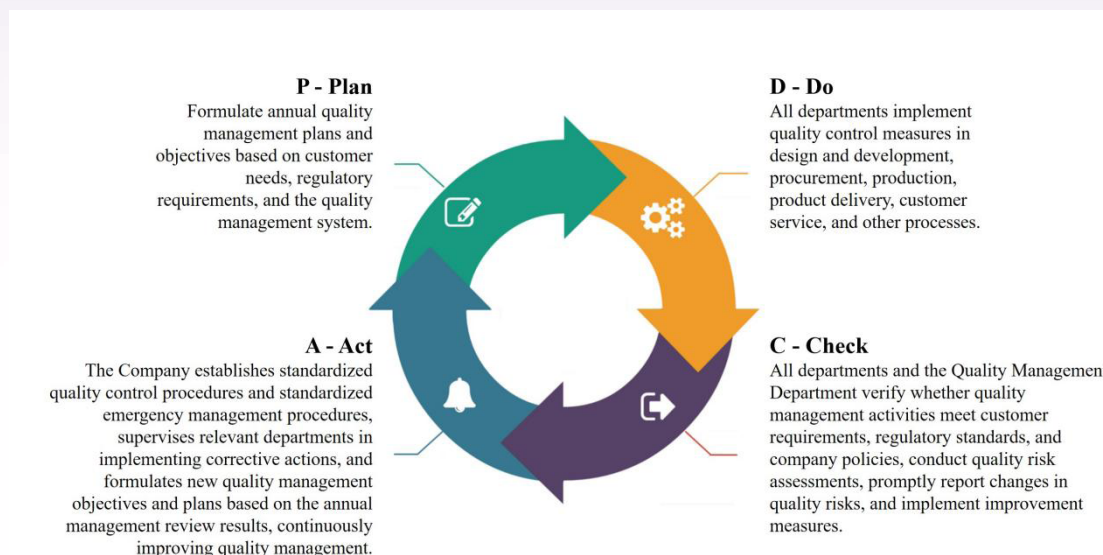 P - Plan
Formulate annual quality
management plans and
objectives based on customer
needs, regulatory
requirements, and the quality
management system.
D - Do
All departments implement
quality control measures in
design and development,
procurement, production,
product delivery, customer
service, and other processes.
A - Act
The Company establishes standardized
quality control procedures and standardized
emergency management procedures,
supervises relevant departments in
implementing corrective actions, and
formulates new quality management
objectives and plans based on the annual
management review results, continuously
improving quality management.
C - Check
All departments and the Quality Managemen
Department verify whether quality
management activities meet customer
requirements, regulatory standards, and
company policies, conduct quality risk
assessments, promptly report changes in
quality risks, and implement improvement
measures.